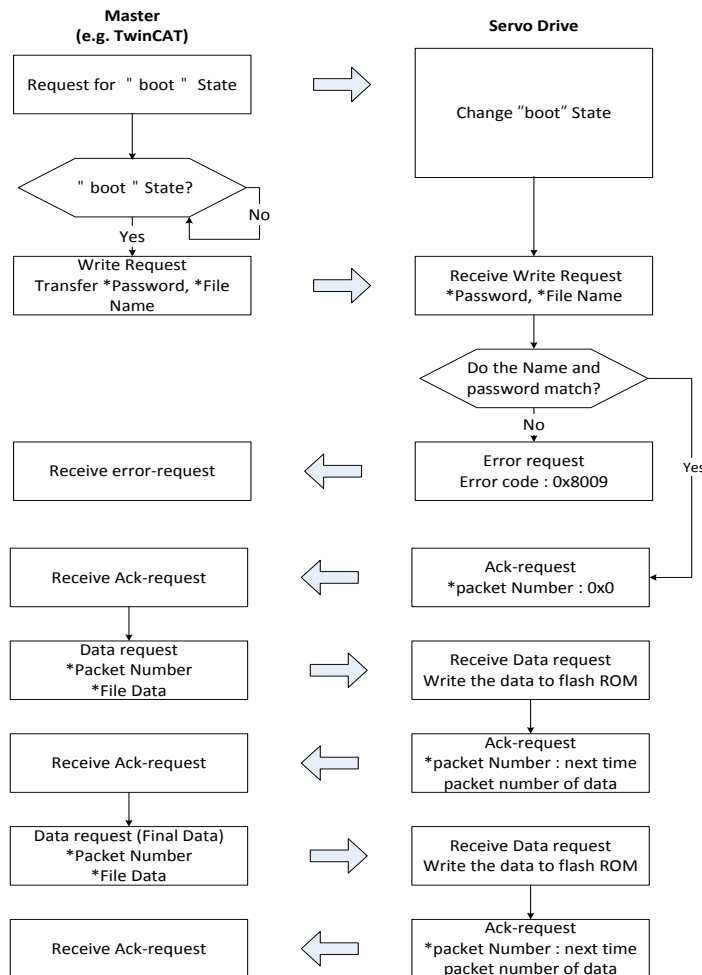 Master
(e.g. TwinCAT)
Servo Drive
Request for " boot " State
Change "boot" State
" boot " State?
No
Yes
Write Request
Transfer *Password, *File
Name
Receive Write Request
*Password, *File Name
Do the Name and
password match?
No
Yes
Receive error-request
Error request
Error code : 0x8009
Receive Ack-request
Ack-request
*packet Number : 0x0
Data request
*Packet Number
*File Data
Receive Data request
Write the data to flash ROM
Receive Ack-request
Ack-request
*packet Number : next time
packet number of data
Data request (Final Data)
*Packet Number
*File Data
Receive Data request
Write the data to flash ROM
Receive Ack-request
Ack-request
*packet Number : next time
packet number of data